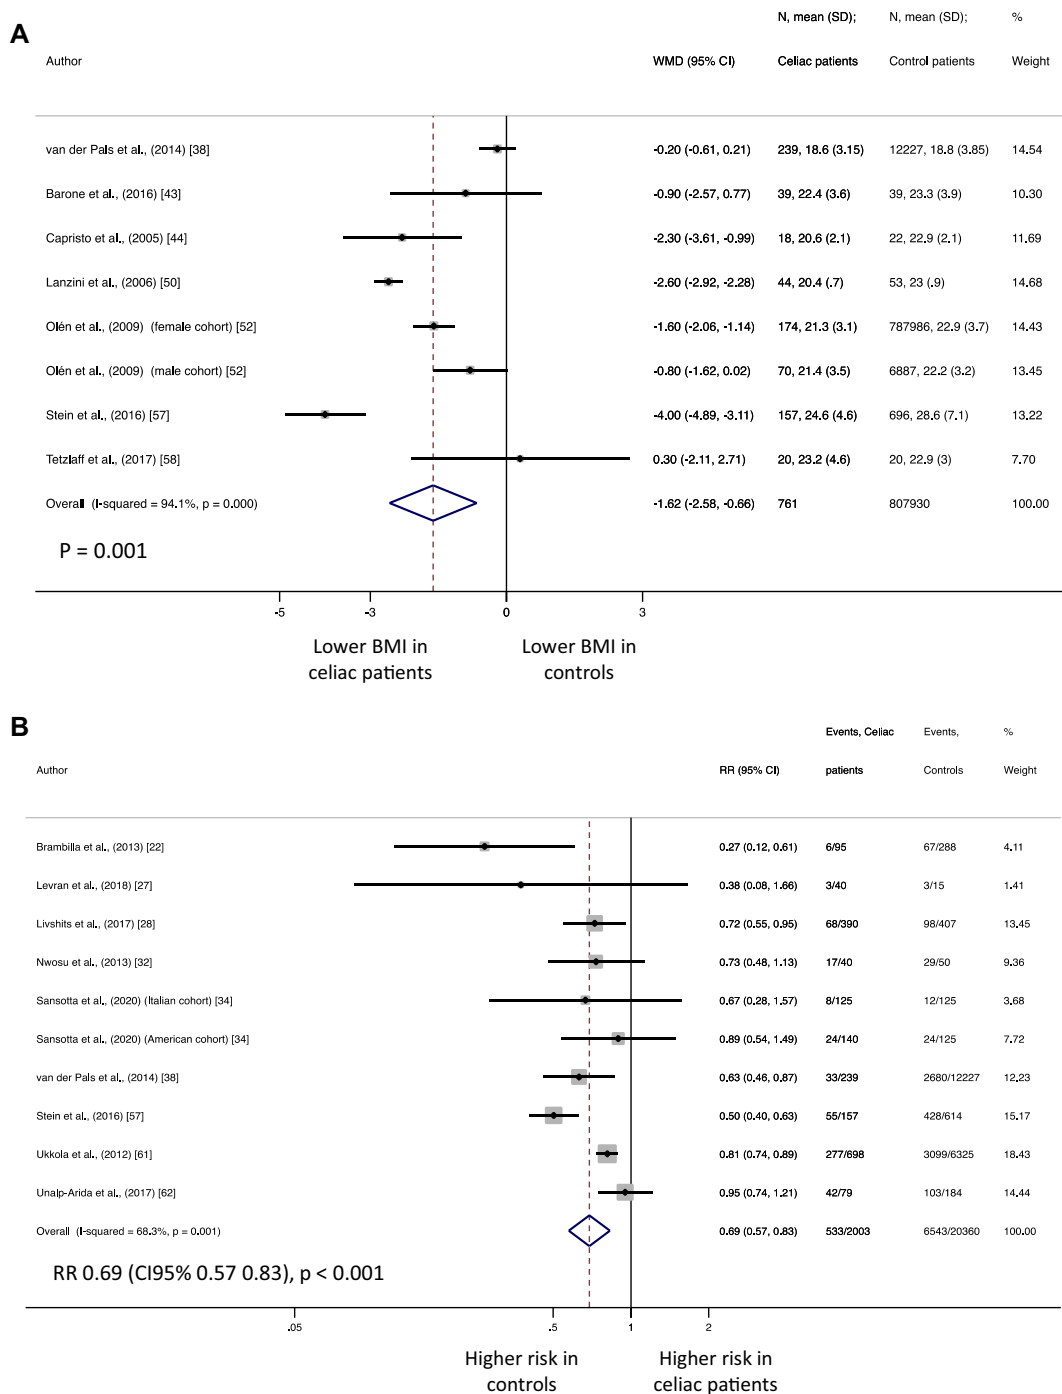 A
N, mean (SD); N, mean (SD); %
Author WMD (95% CI) Celiac patients Control patients Weight
van der Pals et al., (2014) [38] -0.20 (-0.61, 0.21) 239, 18.6 (3.15) 12227, 18.8 (3.85) 14.54
Barone et al., (2016) [43] -0.90 (-2.57, 0.77) 39, 22.4 (3.6) 39, 23.3 (3.9) 10.30
Capristo et al., (2005) [44] -2.30 (-3.61, -0.99) 18, 20.6 (2.1) 22, 22.9 (2.1) 11.69
Lanzini et al., (2006) [50] -2.60 (-2.92, -2.28) 44, 20.4 (.7) 53, 23 (.9) 14.68
Olén et al., (2009) (female cohort) [52] -1.60 (-2.06, -1.14) 174, 21.3 (3.1) 787986, 22.9 (3.7) 14.43
Olén et al., (2009) (male cohort) [52] -0.80 (-1.62, 0.02) 70, 21.4 (3.5) 6887, 22.2 (3.2) 13.45
Stein et al., (2016) [57] -4.00 (-4.89, -3.11) 157, 24.6 (4.6) 696, 28.6 (7.1) 13.22
Tetzlaff et al., (2017) [58] 0.30 (-2.11, 2.71) 20, 23.2 (4.6) 20, 22.9 (3) 7.70
Overall (I-squared = 94.1%, p = 0.000) -1.62 (-2.58, -0.66) 761 807930 100.00
P = 0.001
-5 -3 0 3
Lower BMI in Lower BMI in
celiac patients controls
B
Events, Celiac Events, %
Author RR (95% CI) patients Controls Weight
Brambilla et al., (2013) [22] 0.27 (0.12, 0.61) 6/95 67/288 4.11
Levran et al., (2018) [27] 0.38 (0.08, 1.66) 3/40 3/15 1.41
Livshits et al., (2017) [28] 0.72 (0.55, 0.95) 68/390 98/407 13.45
Nwosu et al., (2013) [32] 0.73 (0.48, 1.13) 17/40 29/50 9.36
Sansotta et al., (2020) (Italian cohort) [34] 0.67 (0.28, 1.57) 8/125 12/125 3.68
Sansotta et al., (2020) (American cohort) [34] 0.89 (0.54, 1.49) 24/140 24/125 7.72
van der Pals et al., (2014) [38] 0.63 (0.46, 0.87) 33/239 2680/12227 12.23
Stein et al., (2016) [57] 0.50 (0.40, 0.63) 55/157 428/614 15.17
Ukkola et al., (2012) [61] 0.81 (0.74, 0.89) 277/698 3099/6325 18.43
Unalp-Arida et al., (2017) [62] 0.95 (0.74, 1.21) 42/79 103/184 14.44
Overall (I-squared = 68.3%, p = 0.001) 0.69 (0.57, 0.83) 533/2003 6543/20360 100.00
RR 0.69 (CI95% 0.57 0.83), p < 0.001
.05 .5 1 2
Higher risk in Higher risk in
controls celiac patients